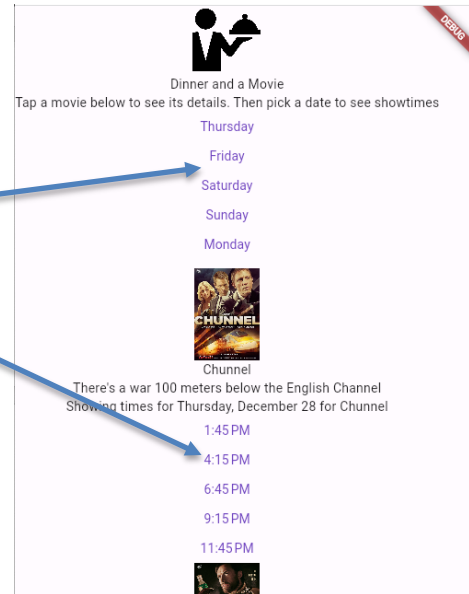 DEBUG
Dinner and a Movie
Tap a movie below to see its details. Then pick a date to see showtimes
Thursday
Friday
Saturday
Sunday
Monday
CHUNNEL
Chunnel
There's a war 100 meters below the English Channel
Showing times for Thursday, December 28 for Chunnel
1:45 PM
4:15 PM
6:45 PM
9:15 PM
11:45 PM